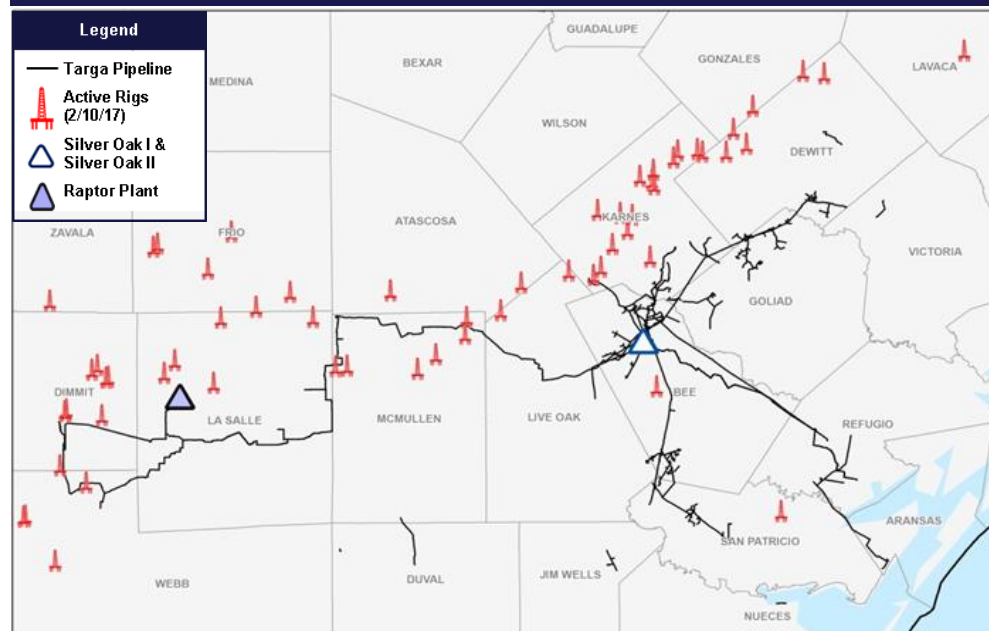 Legend
Targa Pipeline
Active Rigs
(2/10/17)
Silver Oak I &
Silver Oak II
Raptor Plant
GUADALUPE
BEXAR
GONZALES
LAVACA
MEDINA
WILSON
DEWITT
ATASCOSA
KARNES
ZAVALA
FRIO
VICTORIA
GOLIAD
DIMMIT
LA SALLE
MCMULLEN
LIVE OAK
BEE
REFUGIO
ARANSAS
SAN PATRICIO
WEBB
DUVAL
JIM WELLS
NUECES